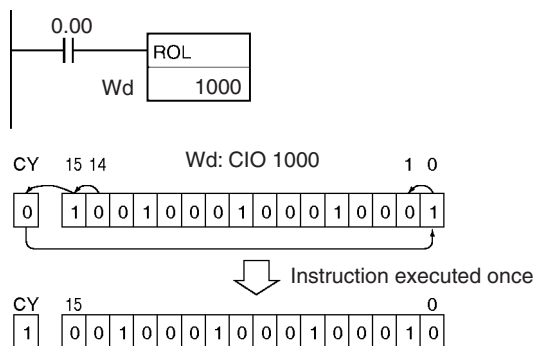 0.00
ROL
Wd 1000
CY 15 14 Wd: CIO 1000 1 0
0 1 0 0 1 0 0 0 1 0 0 0 1 0 0 0 1
Instruction executed once
CY 15 0
1 0 0 1 0 0 0 1 0 0 0 1 0 0 0 1 0